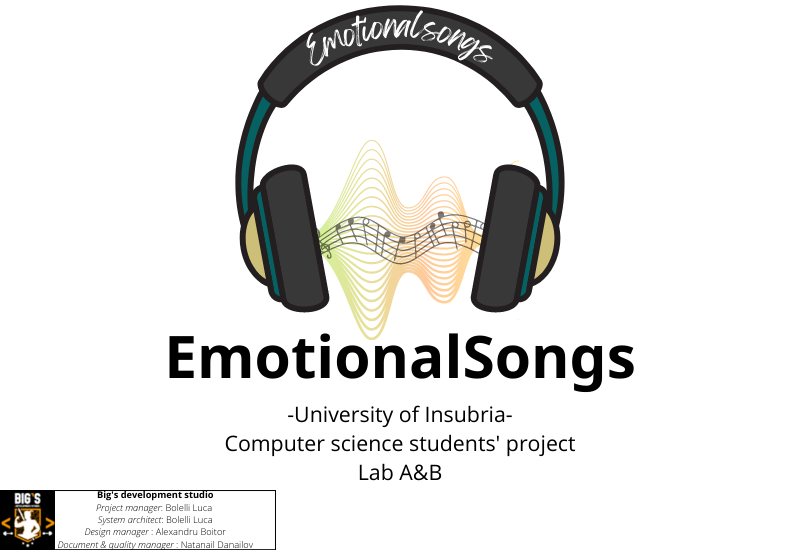 Emotionalsongs
EmotionalSongs
-University of Insubria-
Computer science students' project
Lab A&B
BIG'S
Big's development studio
Project manager: Bolelli Luca
System architect: Bolelli Luca
Design manager : Alexandru Boitor
Document & quality manager : Natanail Danailov